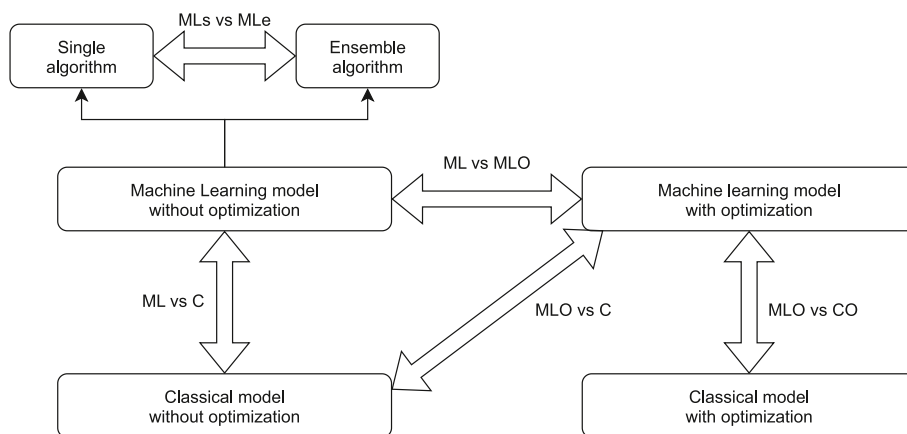 MLs vs MLe
Single
algorithm
Ensemble
algorithm
ML vs MLO
Machine Learning model
without optimization
Machine learning model
with optimization
ML vs C
MLO vs C
MLO vs CO
Classical model
without optimization
Classical model
with optimization